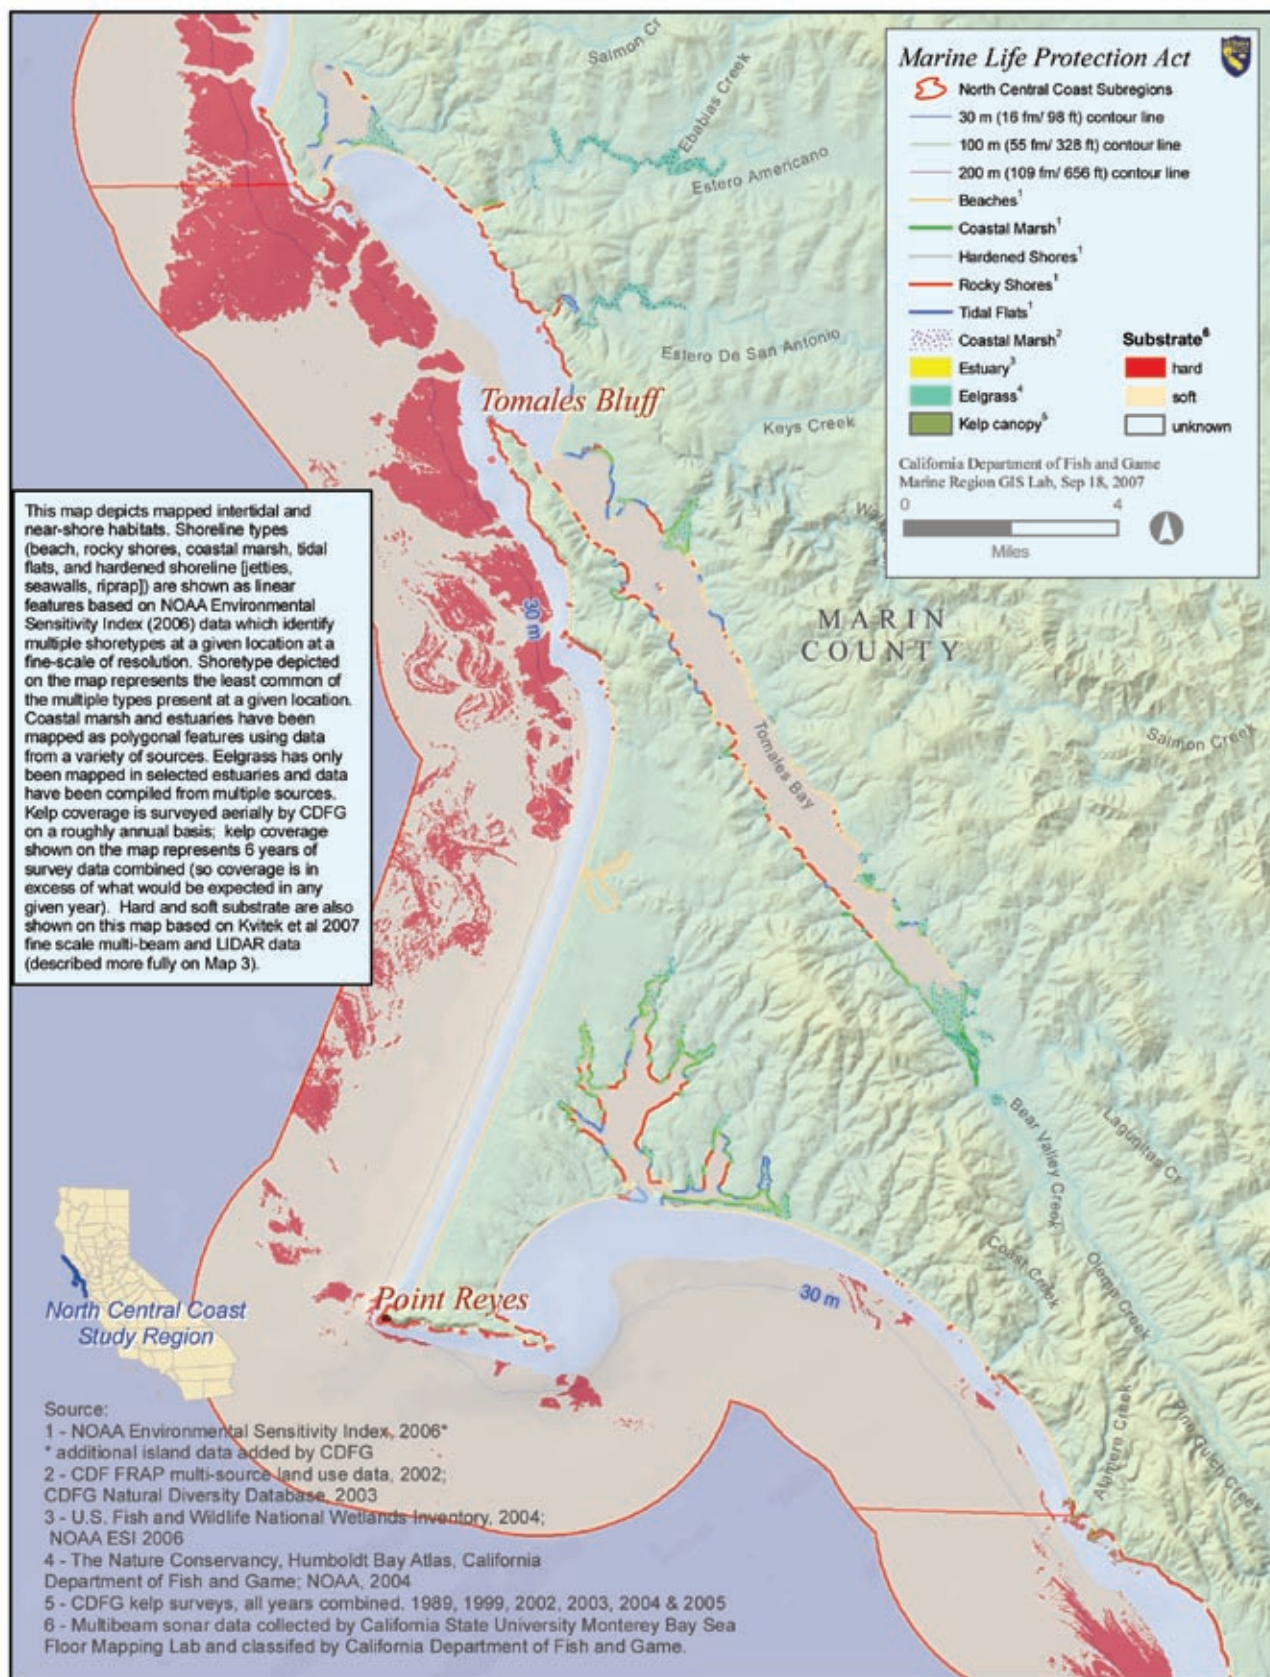 Salmon Cr
Ebabias Creek
Estero Americano
Marine Life Protection Act
North Central Coast Subregions
30 m (16 fm/ 98 ft) contour line
100 m (55 fm/ 328 ft) contour line
200 m (109 fm/ 656 ft) contour line
Beaches1
Coastal Marsh1
Hardened Shores1
Rocky Shores1
Tidal Flats1
Coastal Marsh2
Estuary3
Eelgrass4
Kelp canopy5
Substrate6
hard
soft
unknown
California Department of Fish and Game
Marine Region GIS Lab, Sep 18, 2007
0 4
Miles
Estero De San Antonio
Tomales Bluff
Keys Creek
This map depicts mapped intertidal and
near-shore habitats. Shoreline types
(beach, rocky shores, coastal marsh, tidal
flats, and hardened shoreline [jetties,
seawalls, riprap]) are shown as linear
features based on NOAA Environmental
Sensitivity Index (2006) data which identify
multiple shoretypes at a given location at a
fine-scale of resolution. Shoretype depicted
on the map represents the least common of
the multiple types present at a given location.
Coastal marsh and estuaries have been
mapped as polygonal features using data
from a variety of sources. Eelgrass has only
been mapped in selected estuaries and data
have been compiled from multiple sources.
Kelp coverage is surveyed aerially by CDFG
on a roughly annual basis; kelp coverage
shown on the map represents 6 years of
survey data combined (so coverage is in
excess of what would be expected in any
given year). Hard and soft substrate are also
shown on this map based on Kvitek et al 2007
fine scale multi-beam and LIDAR data
(described more fully on Map 3).
30 m
MARIN
COUNTY
Salmon Creek
Tomales Bay
Bear Valley Creek
Lagunitas Cr
Coast Creek
Olema Creek
30 m
Point Reyes
North Central Coast
Study Region
Alamere Creek
Pine Gulch Creek
Source:
1 - NOAA Environmental Sensitivity Index, 2006*
* additional island data added by CDFG
2 - CDF FRAP multi-source land use data, 2002;
CDFG Natural Diversity Database, 2003
3 - U.S. Fish and Wildlife National Wetlands Inventory, 2004;
NOAA ESI 2006
4 - The Nature Conservancy, Humboldt Bay Atlas, California
Department of Fish and Game; NOAA, 2004
5 - CDFG kelp surveys, all years combined. 1989, 1999, 2002, 2003, 2004 & 2005
6 - Multibeam sonar data collected by California State University Monterey Bay Sea
Floor Mapping Lab and classifed by California Department of Fish and Game.